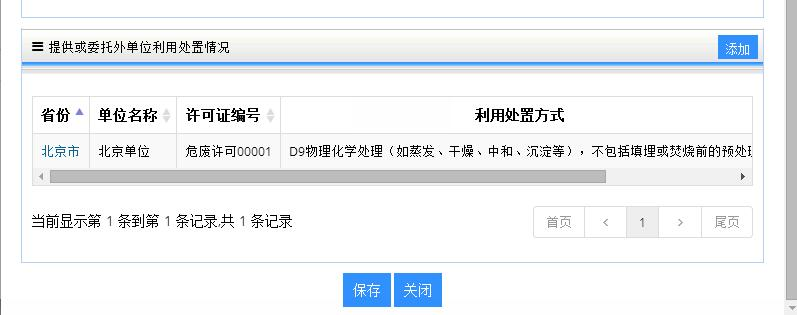 提供或委托外单位利用处置情况
添加
省份 单位名称 许可证编号 利用处置方式
北京市 北京单位 危废许可00001 D9物理化学处理（如蒸发、干燥、中和、沉淀等），不包括填埋或焚烧前的预处
当前显示第 1 条到第 1 条记录,共 1 条记录
首页 < 1 > 尾页
保存 关闭